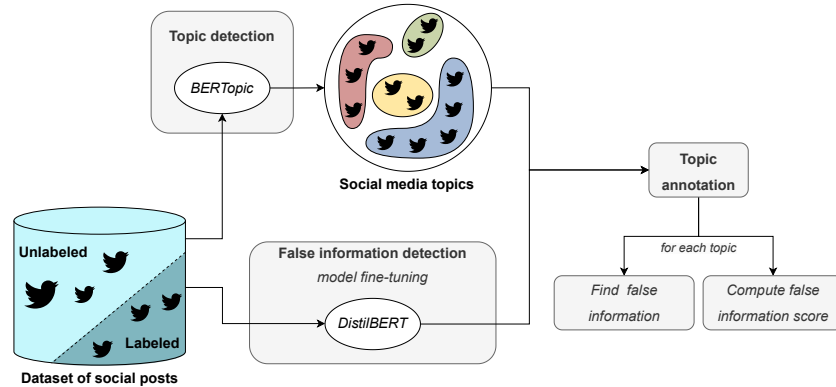 Topic detection
BERTopic
Social media topics
Unlabeled
Labeled
Dataset of social posts
False information detection
model fine-tuning
DistilBERT
Topic
annotation
for each topic
Find false
information
Compute false
information score